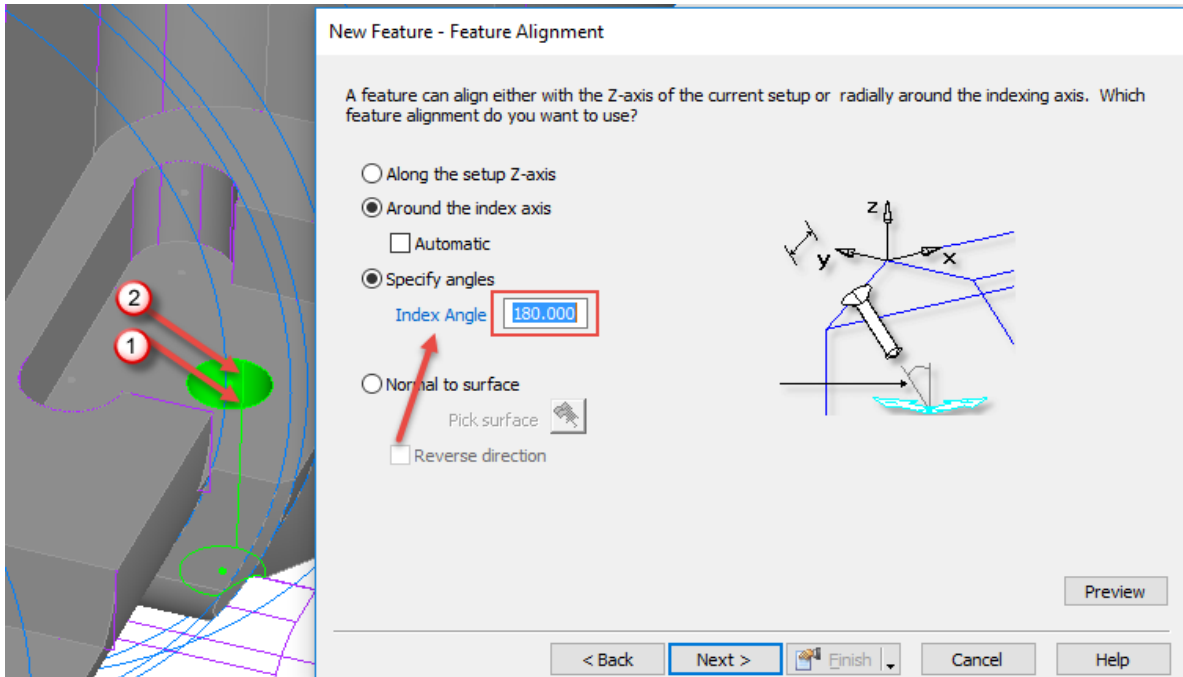 New Feature - Feature Alignment
A feature can align either with the Z-axis of the current setup or radially around the indexing axis. Which
feature alignment do you want to use?
Along the setup Z-axis
Around the index axis
Automatic
Specify angles
Index Angle 180.000
Normal to surface
Pick surface
Reverse direction
z
y
x
2
1
Preview
< Back Next > Finish Cancel Help